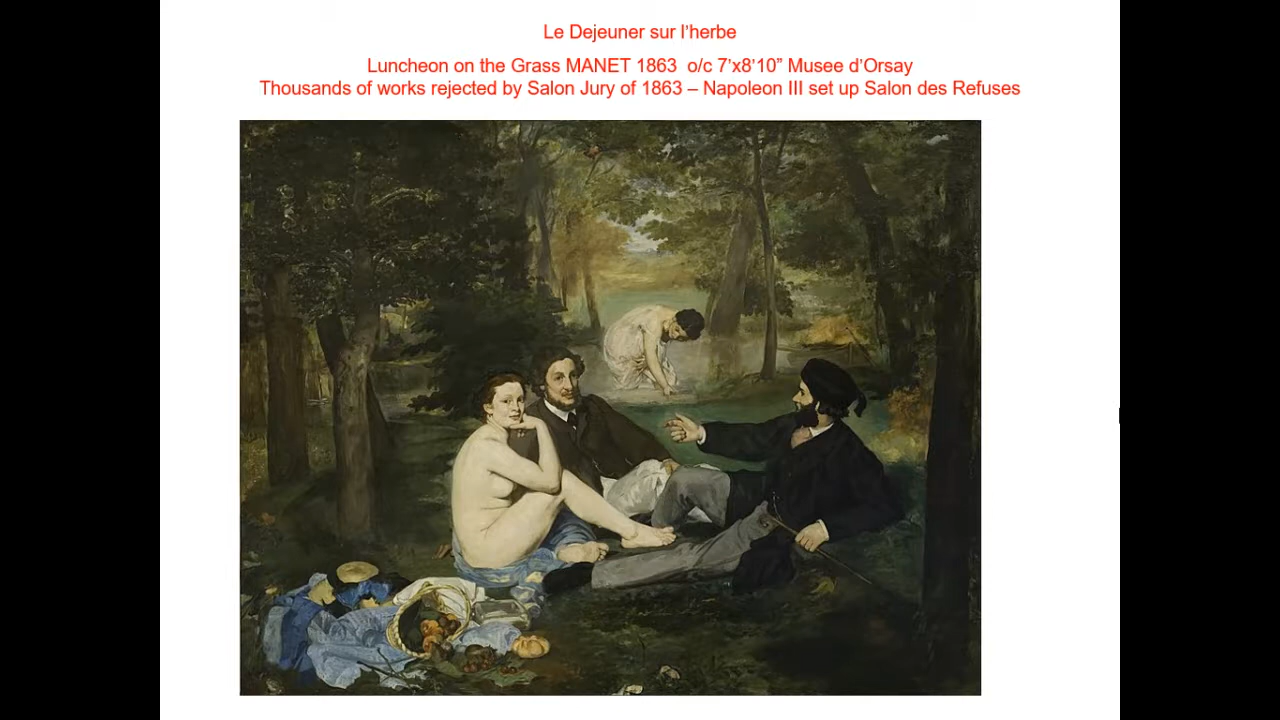 Le Dejeuner sur l’herbe
Luncheon on the Grass MANET 1863  o/c 7’x8’10” Musee d’Orsay
Thousands of works rejected by Salon Jury of 1863 – Napoleon III set up Salon des Refuses